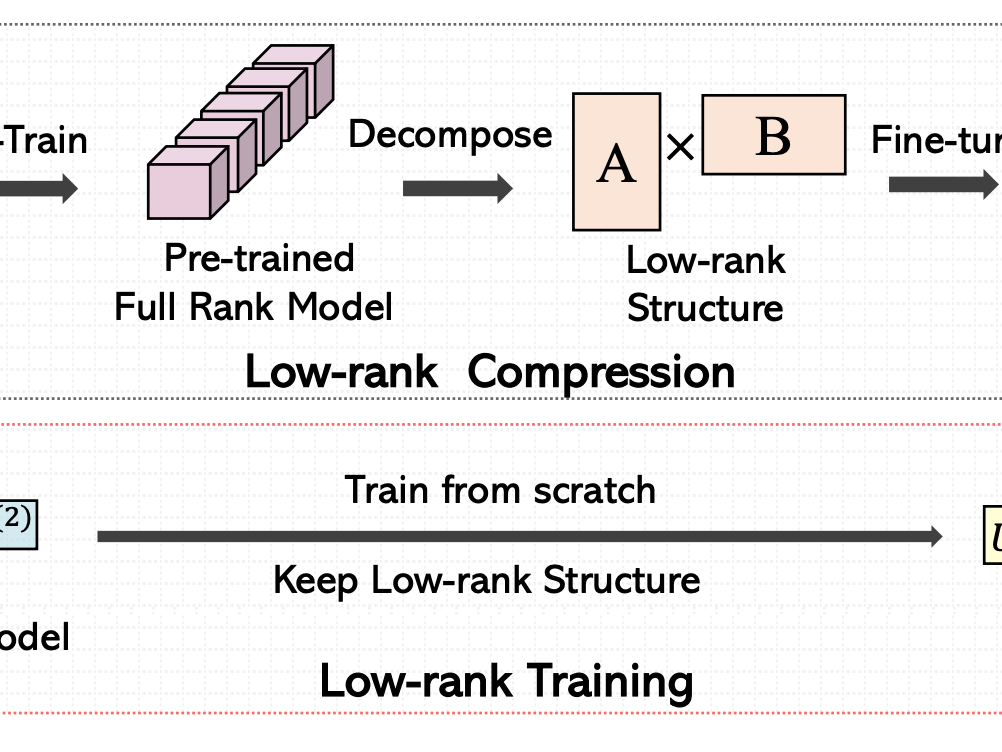 -Train
Decompose
A
×
B
Fine-tun
Pre-trained
Full Rank Model
Low-rank
Structure
Low-rank Compression
(2)
Train from scratch
Keep Low-rank Structure
odel
Low-rank Training